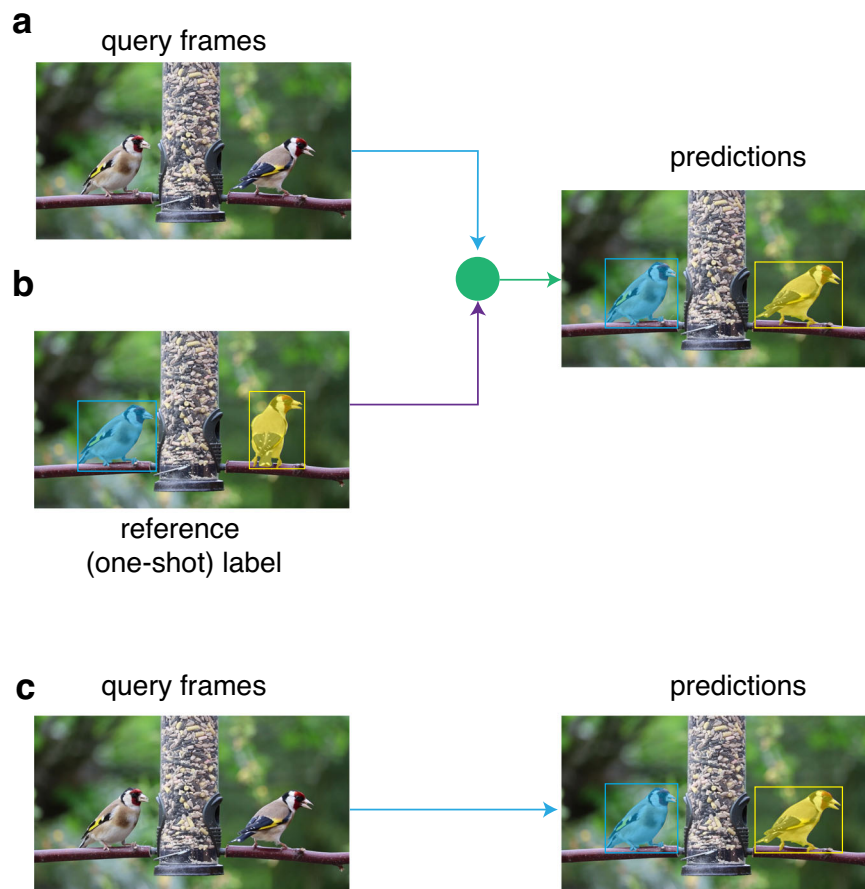 a
query frames
predictions
b
reference
(one-shot) label
c
query frames
predictions